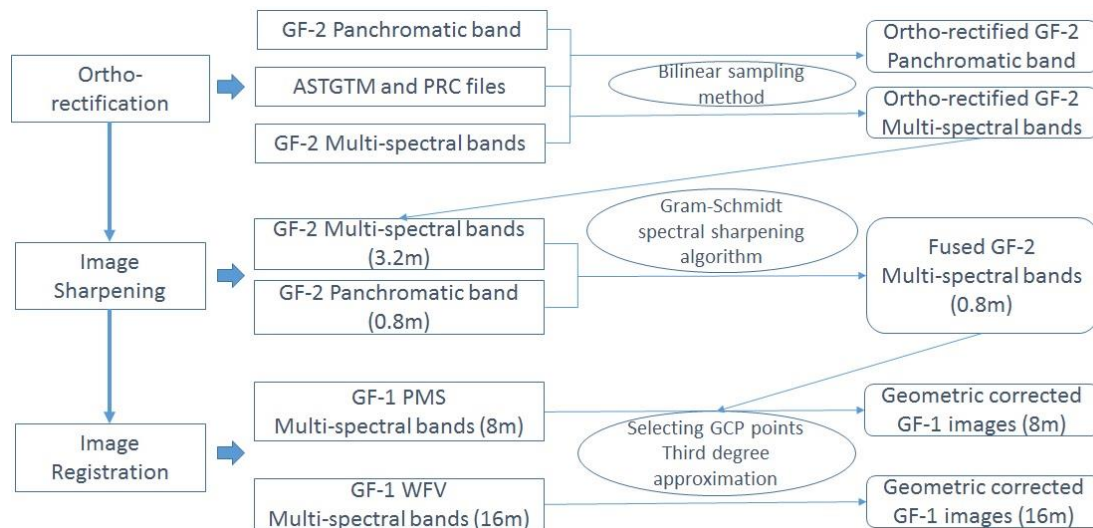 Ortho-
rectification
GF-2 Panchromatic band
ASTGTM and PRC files
GF-2 Multi-spectral bands
Bilinear sampling
method
Ortho-rectified GF-2
Panchromatic band
Ortho-rectified GF-2
Multi-spectral bands
Image
Sharpening
GF-2 Multi-spectral bands
(3.2m)
GF-2 Panchromatic band
(0.8m)
Gram-Schmidt
spectral sharpening
algorithm
Fused GF-2
Multi-spectral bands
(0.8m)
Image
Registration
GF-1 PMS
Multi-spectral bands (8m)
GF-1 WFV
Multi-spectral bands (16m)
Selecting GCP points
Third degree
approximation
Geometric corrected
GF-1 images (8m)
Geometric corrected
GF-1 images (16m)